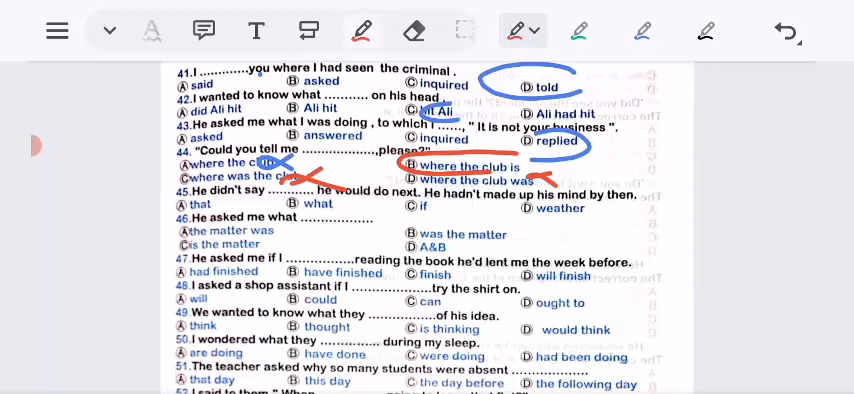 41.I .............you where I had seen the criminal .
Ⓐ said Ⓑ asked Ⓒ inquired Ⓓ told
42.I wanted to know what ........... on his head .
Ⓐ did Ali hit Ⓑ Ali hit Ⓒ hit Ali Ⓓ Ali had hit
43.He asked me what I was doing , to which I ......, " It is not your business ".
Ⓐ asked Ⓑ answered Ⓒ inquired Ⓓ replied
44. "Could you tell me ...................,please?"
Ⓐwhere the club Ⓑ where the club is
Ⓒwhere was the club Ⓓ where the club was
45.He didn't say ........... he would do next. He hadn't made up his mind by then.
Ⓐ that Ⓑ what Ⓒ if Ⓓ weather
46.He asked me what ..................
Ⓐthe matter was Ⓑ was the matter
Ⓒis the matter Ⓓ A&B
47.He asked me if I .................reading the book he'd lent me the week before.
Ⓐ had finished Ⓑ have finished Ⓒ finish Ⓓ will finish
48.I asked a shop assistant if I ....................try the shirt on.
Ⓐ will Ⓑ could Ⓒ can Ⓓ ought to
49.We wanted to know what they ................of his idea.
Ⓐ think Ⓑ thought Ⓒ is thinking Ⓓ would think
50.I wondered what they ............... during my sleep.
Ⓐ are doing Ⓑ have done Ⓒ were doing Ⓓ had been doing
51.The teacher asked why so many students were absent ...................
Ⓐ that day Ⓑ this day Ⓒ the day before Ⓓ the following day